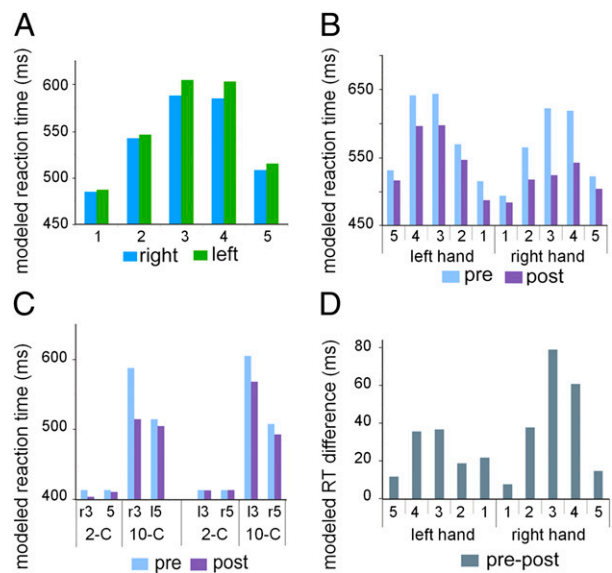 A
modeled reaction time (ms)
600
550
500
450
1 2 3 4 5
right left
B
modeled reaction time (ms)
650
550
450
5 4 3 2 1 1 2 3 4 5
left hand right hand
pre post
C
modeled reaction time (ms)
600
500
400
r3 5 r3 l5 l3 r5 l3 r5
2-C 10-C 2-C 10-C
pre post
D
modeled RT difference (ms)
80
60
40
20
0
5 4 3 2 1 1 2 3 4 5
left hand right hand
pre-post